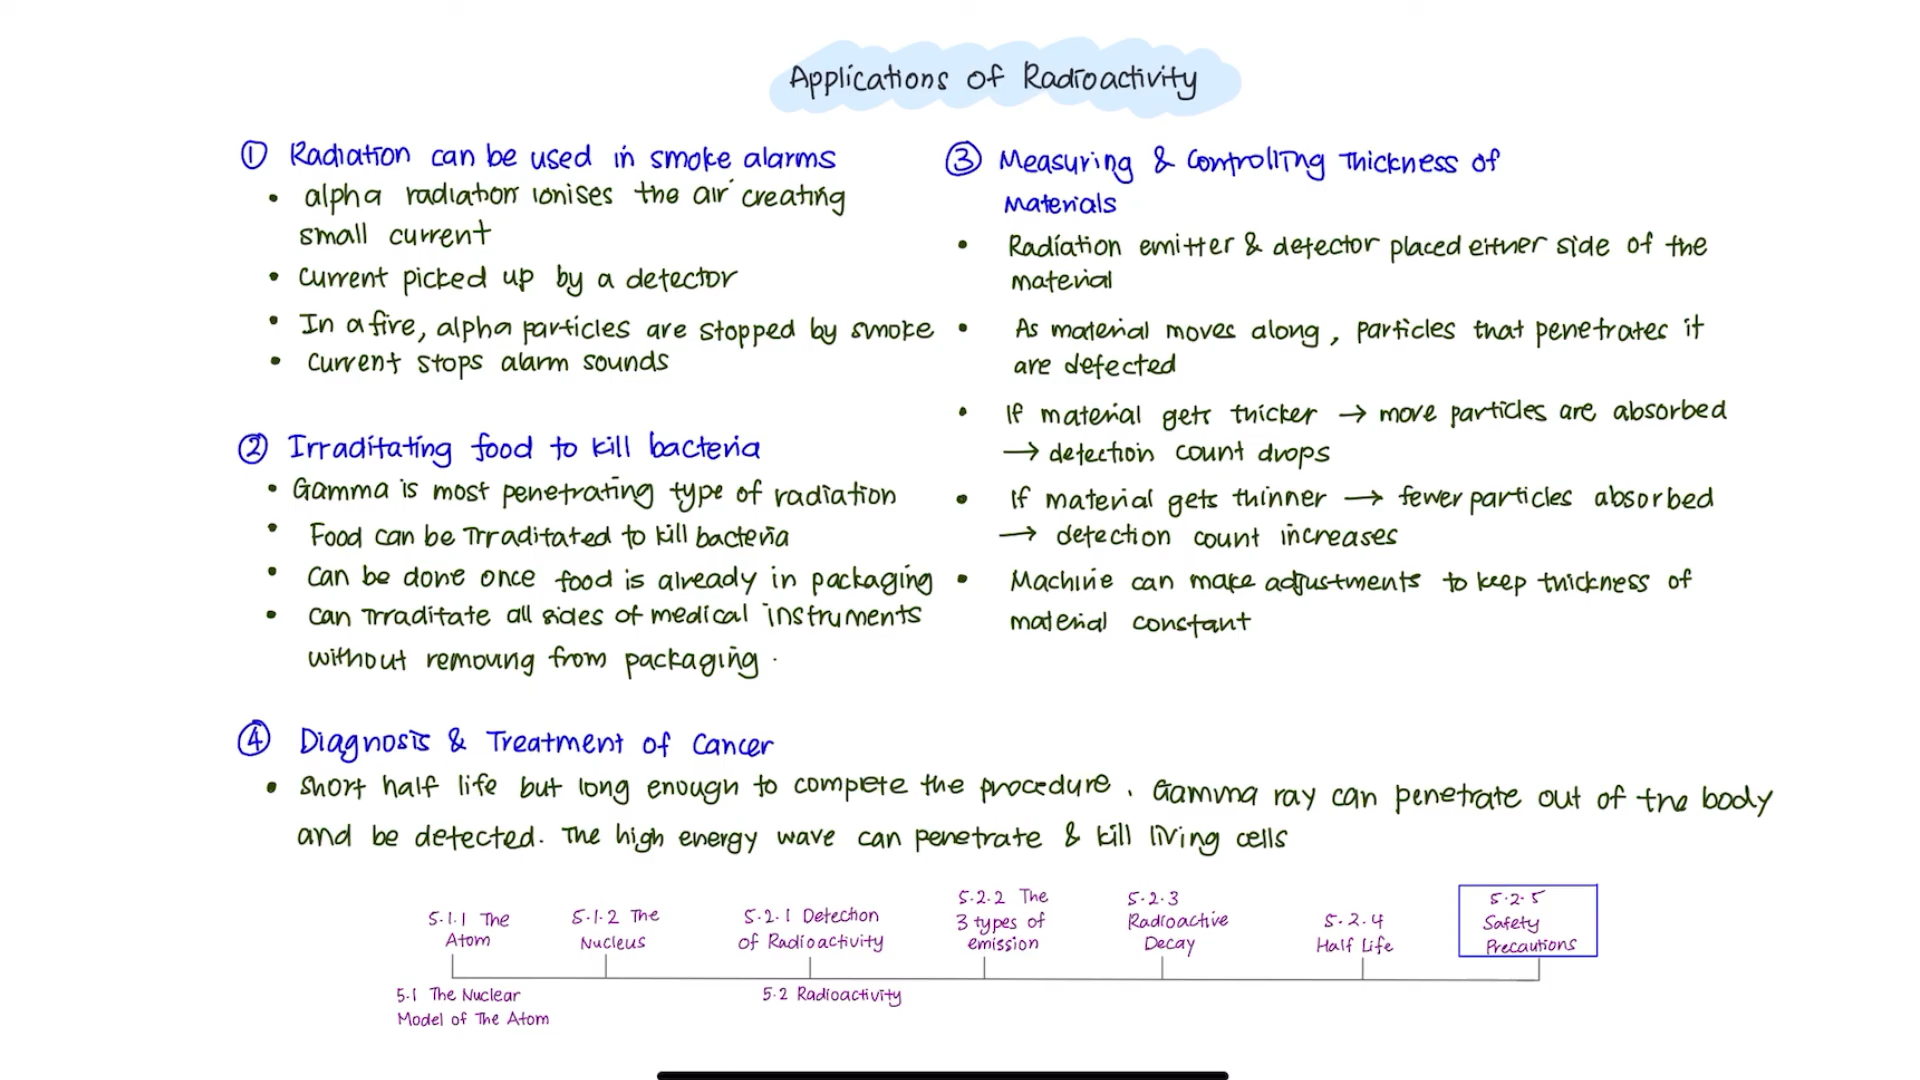 Applications of Radioactivity
① Radiation can be used in smoke alarms
• alpha radiation ionises the air creating
small current
• Current picked up by a detector
• In a fire, alpha particles are stopped by smoke
• Current stops alarm sounds
② Irraditating food to kill bacteria
• Gamma is most penetrating type of radiation
• Food can be irraditated to kill bacteria
• Can be done once food is already in packaging
• Can irraditate all sides of medical instruments
without removing from packaging.
③ Measuring & Controlling Thickness of
Materials
• Radiation emitter & detector placed either side of the
material
• As material moves along, particles that penetrates it
are detected
• If material gets thicker → more particles are absorbed
→ detection count drops
• If material gets thinner → fewer particles absorbed
→ detection count increases
• Machine can make adjustments to keep thickness of
material constant
④ Diagnosis & Treatment of Cancer
• Short half life but long enough to complete the procedure. Gamma ray can penetrate out of the body
and be detected. The high energy wave can penetrate & kill living cells
5.1.1 The
Atom
5.1.2 The
Nucleus
5.2.1 Detection
of Radioactivity
5.2.2 The
3 types of
emission
5.2.3
Radioactive
Decay
5.2.4
Half Life
5.2.5
Safety
Precautions
5.1 The Nuclear
Model of The Atom
5.2 Radioactivity